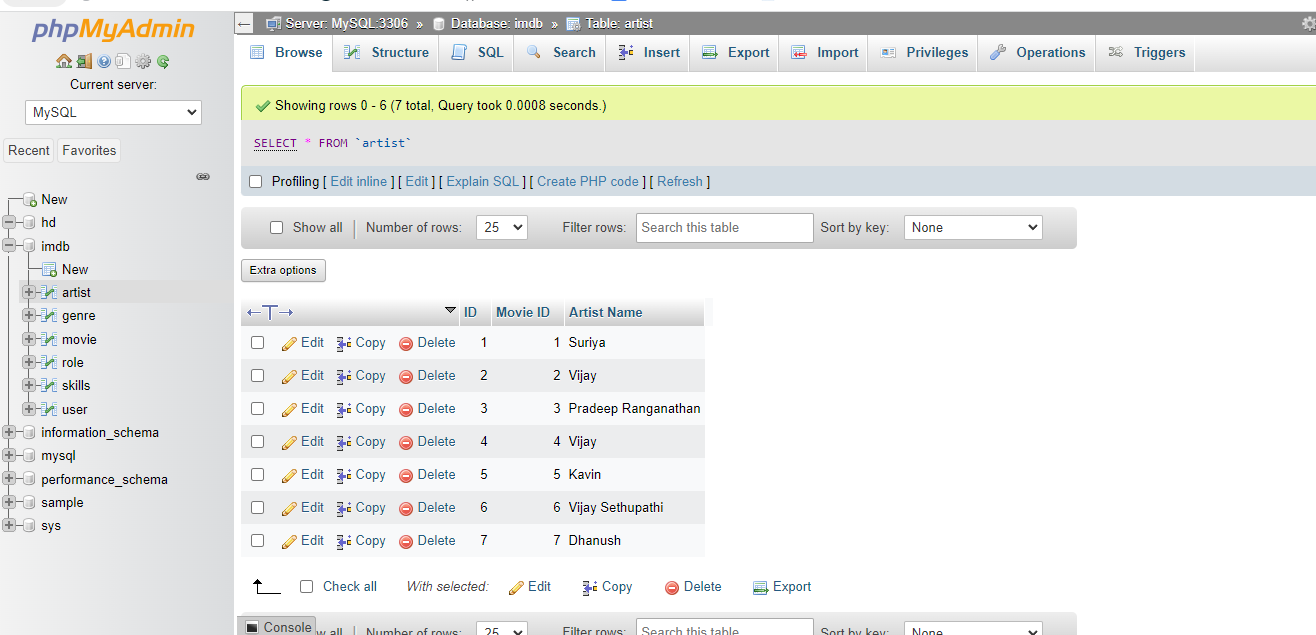 phpMyAdmin
Current server:
MySQL
Recent Favorites
New
hd
imdb
New
artist
genre
movie
role
skills
user
information_schema
mysql
performance_schema
sample
sys
← Server: MySQL:3306 » Database: imdb » Table: artist
Browse Structure SQL Search Insert Export Import Privileges Operations Triggers
Showing rows 0 - 6 (7 total, Query took 0.0008 seconds.)
SELECT * FROM `artist`
Profiling [ Edit inline ] [ Edit ] [ Explain SQL ] [ Create PHP code ] [ Refresh ]
Show all Number of rows: 25 Filter rows: Search this table Sort by key: None
Extra options
←T→ ID Movie ID Artist Name
Edit Copy Delete 1 1 Suriya
Edit Copy Delete 2 2 Vijay
Edit Copy Delete 3 3 Pradeep Ranganathan
Edit Copy Delete 4 4 Vijay
Edit Copy Delete 5 5 Kavin
Edit Copy Delete 6 6 Vijay Sethupathi
Edit Copy Delete 7 7 Dhanush
Check all With selected: Edit Copy Delete Export
Console w all Number of rows: 25 Filter rows: Search this table Sort by key: None